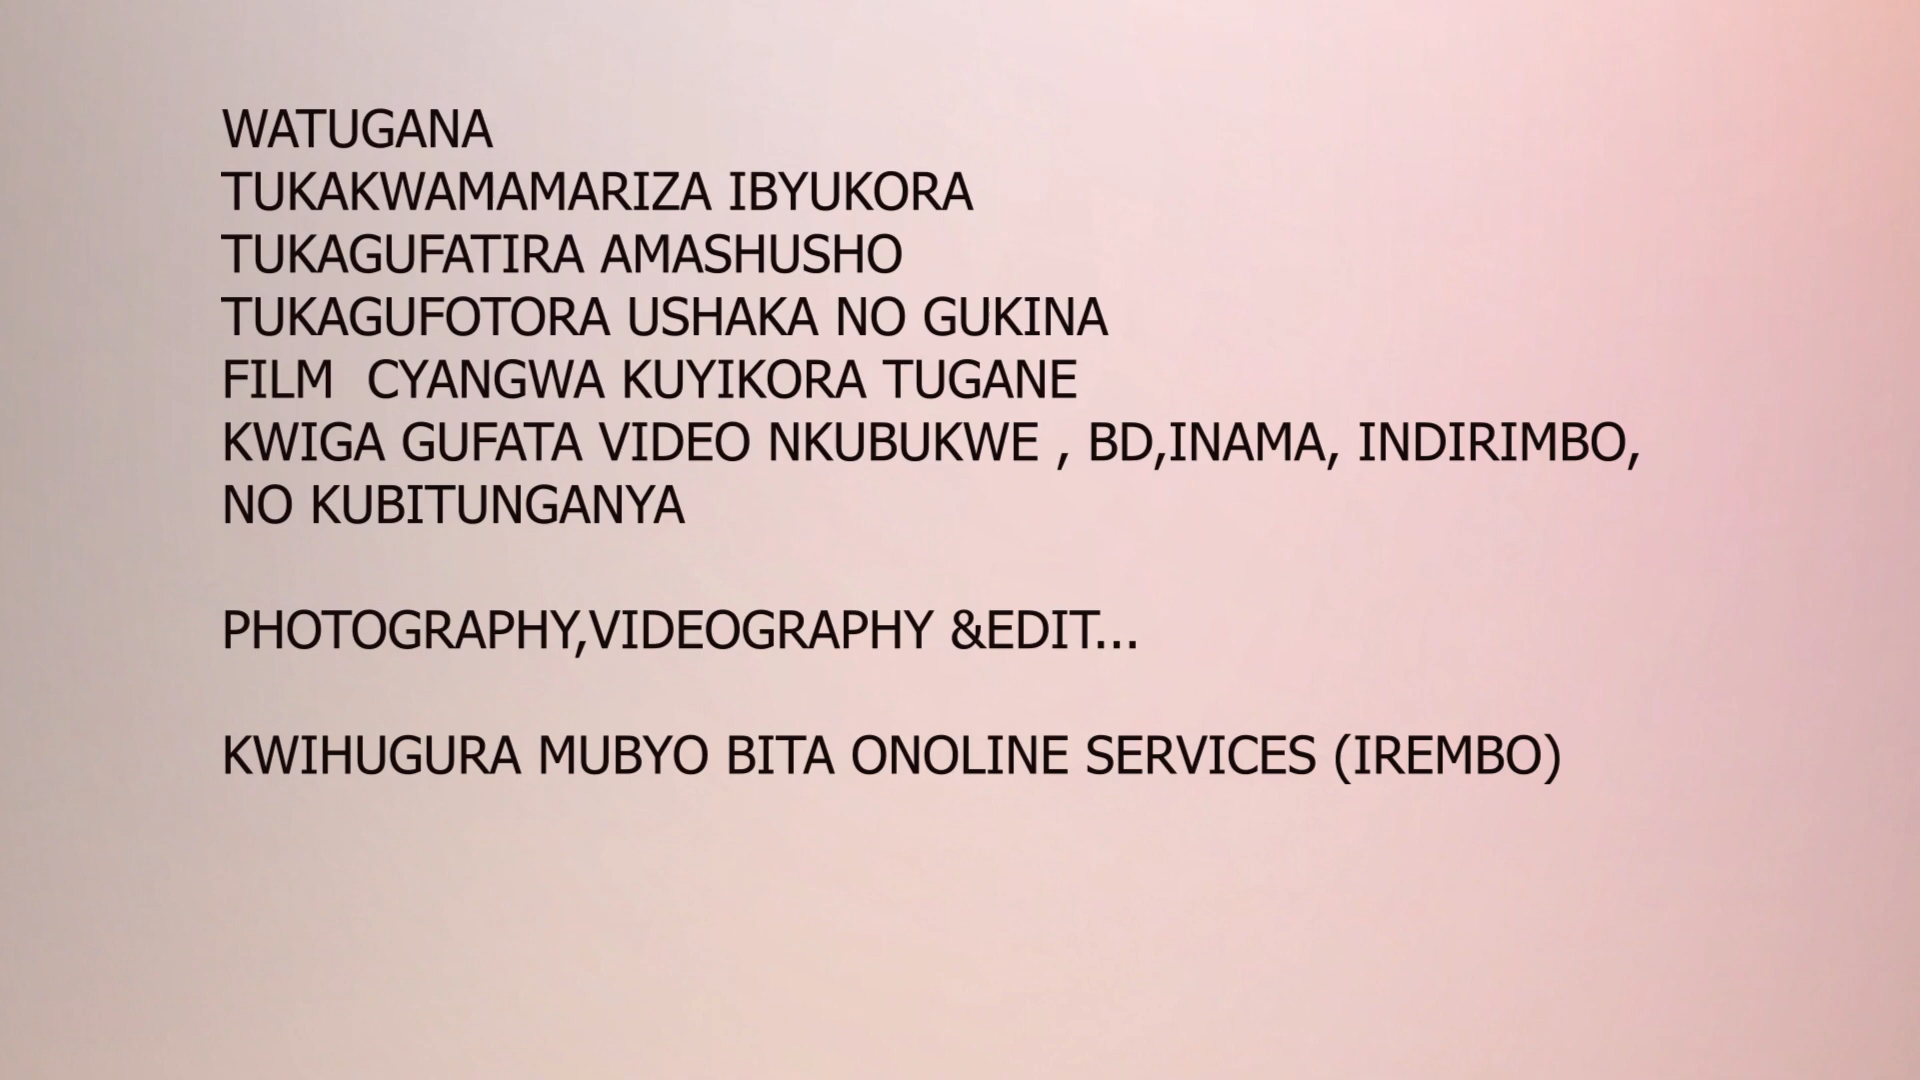 WATUGANA
TUKAKWAMAMARIZA IBYUKORA
TUKAGUFATIRA AMASHUSHO
TUKAGUFOTORA USHAKA NO GUKINA
FILM  CYANGWA KUYIKORA TUGANE
KWIGA GUFATA VIDEO NKUBUKWE , BD,INAMA, INDIRIMBO,
NO KUBITUNGANYA
PHOTOGRAPHY,VIDEOGRAPHY &EDIT...
KWIHUGURA MUBYO BITA ONOLINE SERVICES (IREMBO)